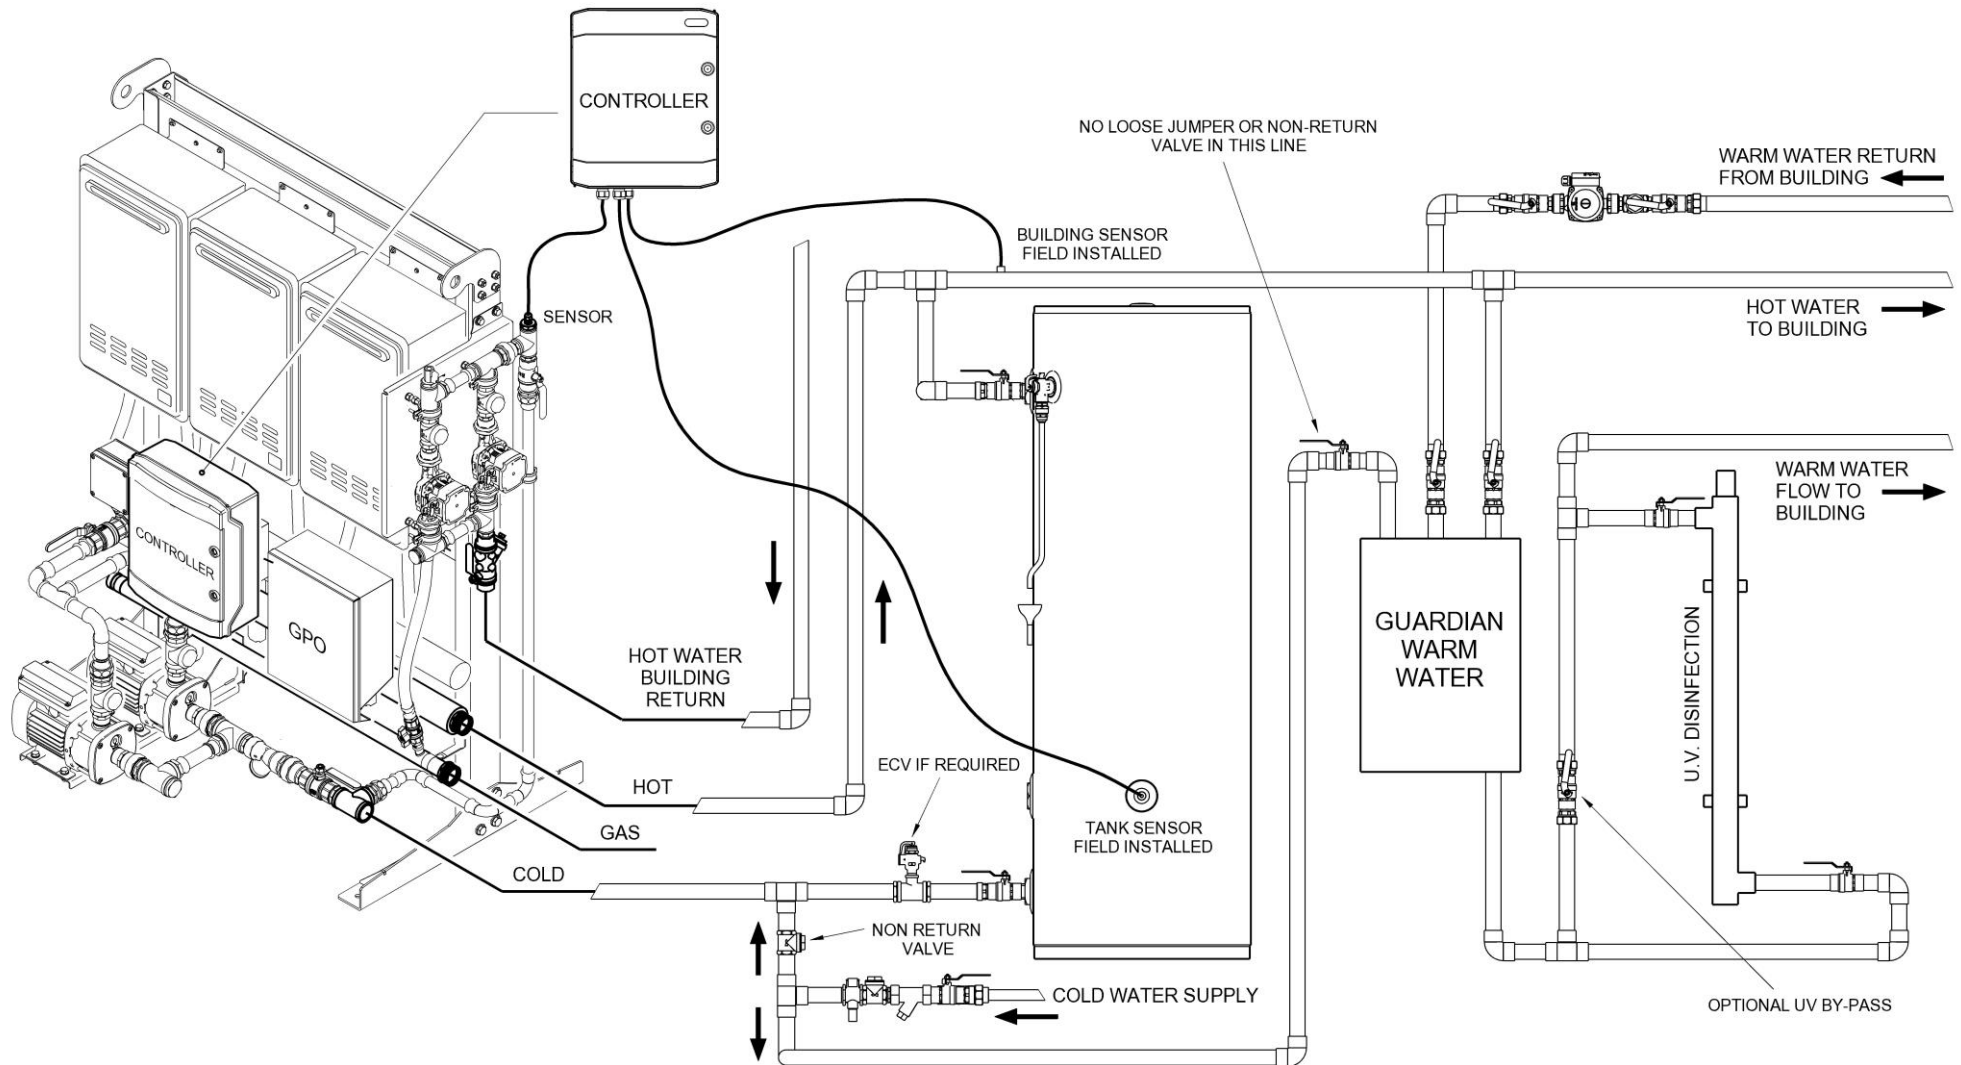 CONTROLLER
NO LOOSE JUMPER OR NON-RETURN
VALVE IN THIS LINE
WARM WATER RETURN
FROM BUILDING
BUILDING SENSOR
FIELD INSTALLED
SENSOR
HOT WATER
TO BUILDING
WARM WATER
FLOW TO
BUILDING
CONTROLLER
GPO
GUARDIAN
WARM
WATER
U.V. DISINFECTION
HOT WATER
BUILDING
RETURN
HOT
ECV IF REQUIRED
GAS
TANK SENSOR
FIELD INSTALLED
COLD
NON RETURN
VALVE
COLD WATER SUPPLY
OPTIONAL UV BY-PASS